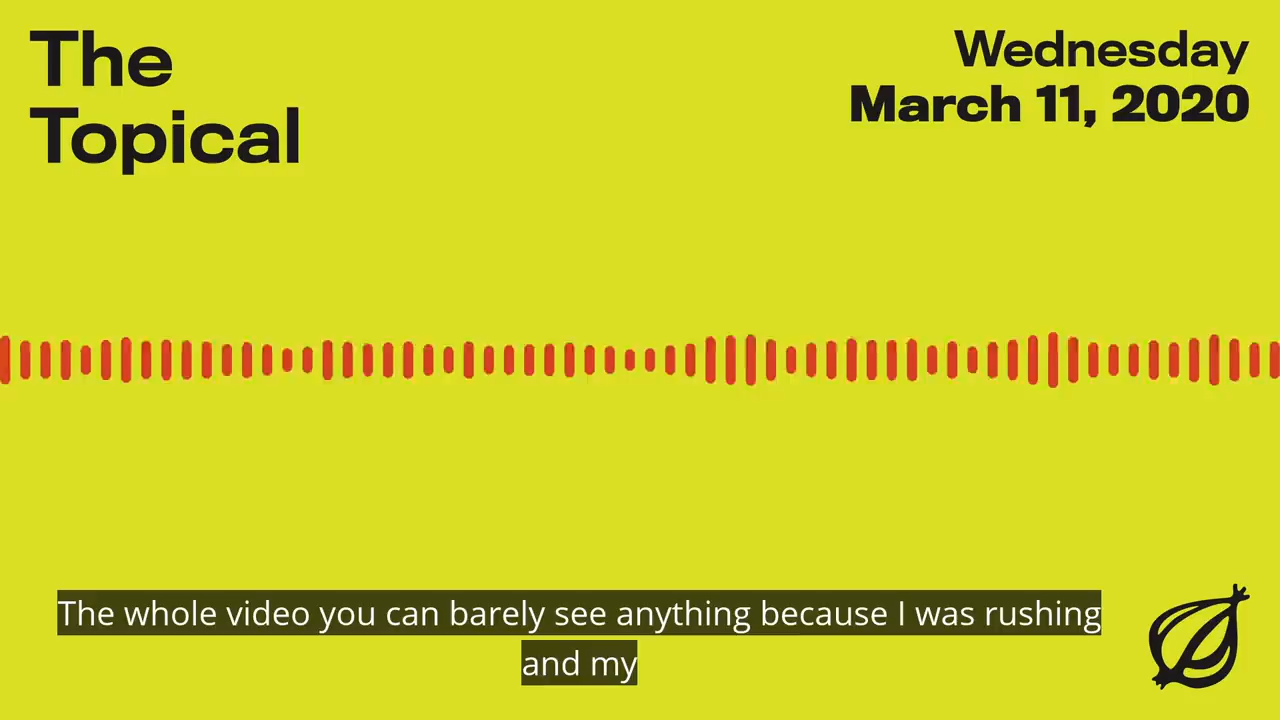 The
Topical
Wednesday
March 11, 2020
The whole video you can barely see anything because I was rushing
and my